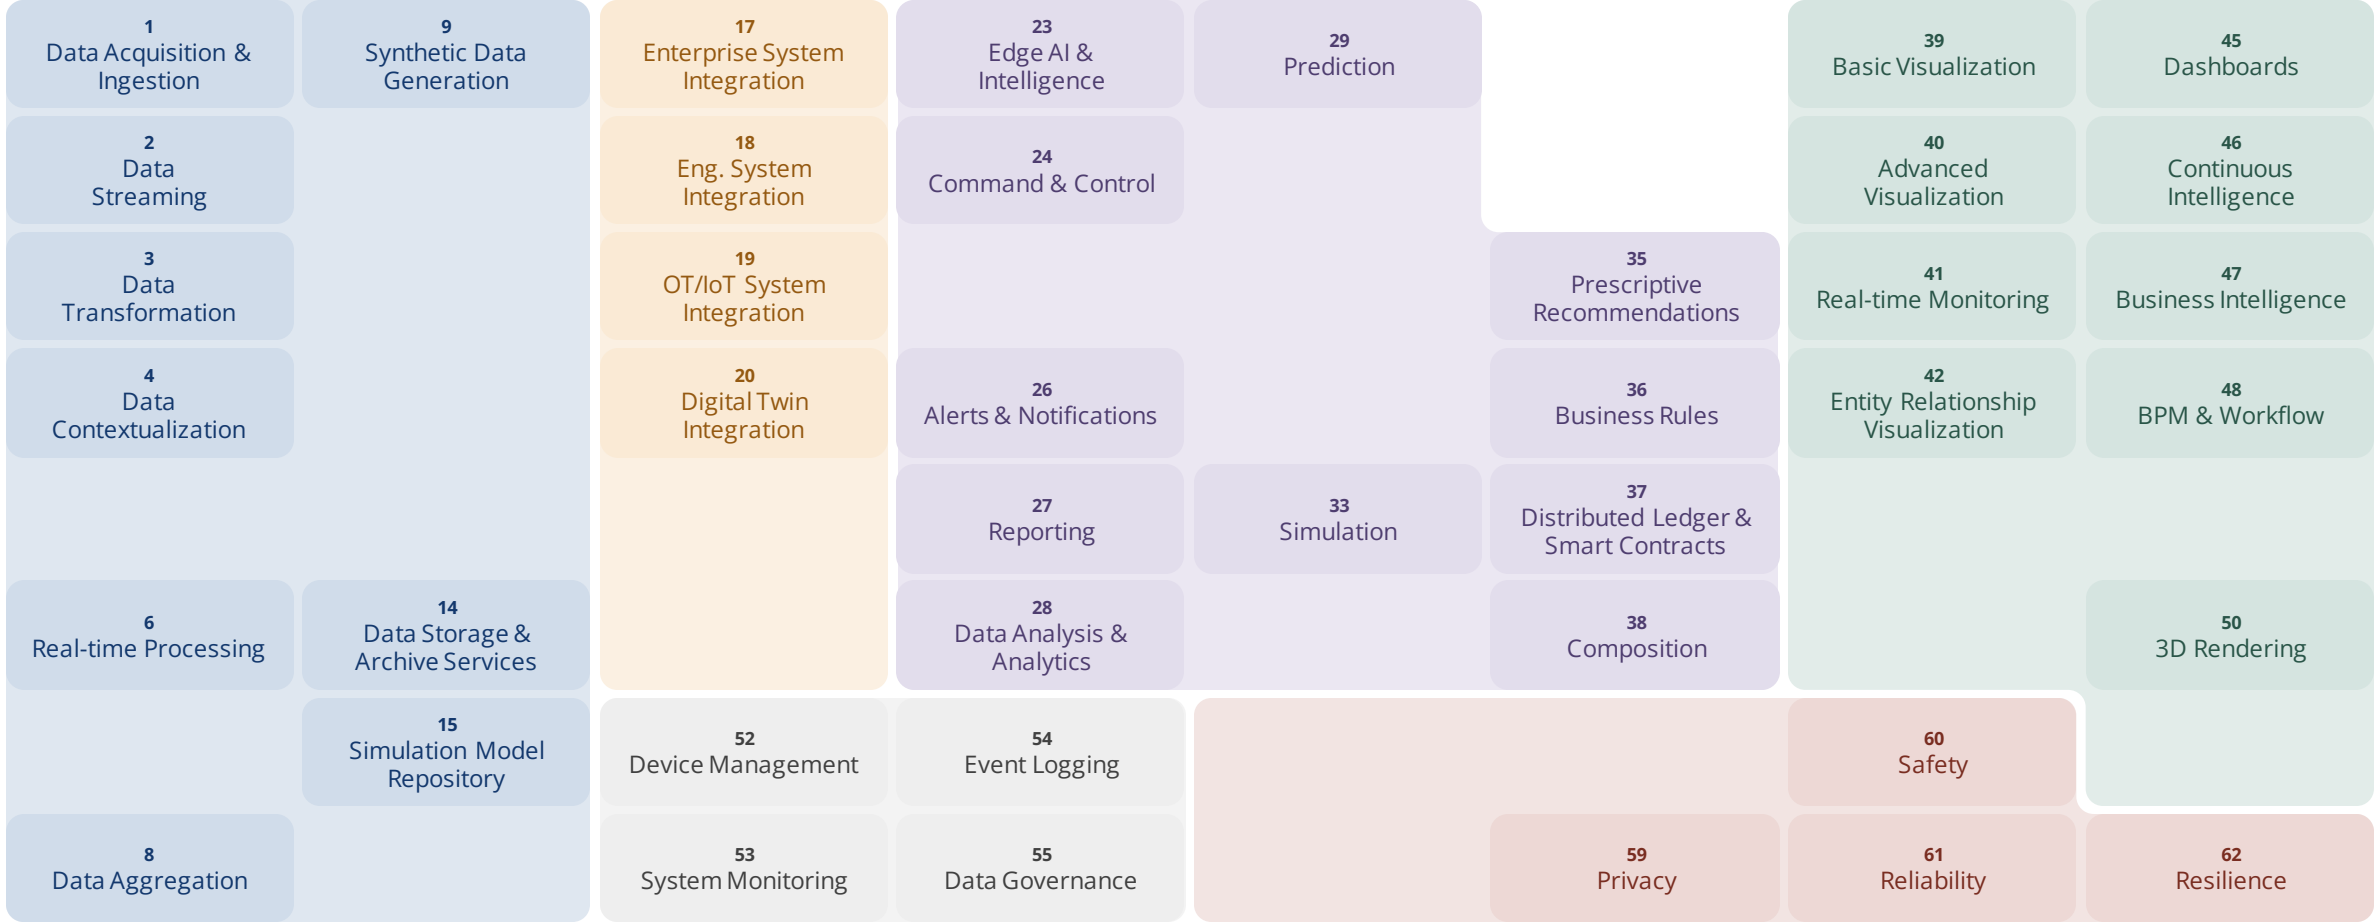 1
Data Acquisition &
Ingestion
2
Data
Streaming
3
Data
Transformation
4
Data
Contextualization
6
Real-time Processing
8
Data Aggregation
9
Synthetic Data
Generation
14
Data Storage &
Archive Services
15
Simulation Model
Repository
17
Enterprise System
Integration
18
Eng. System
Integration
19
OT/IoT System
Integration
20
Digital Twin
Integration
23
Edge AI &
Intelligence
24
Command & Control
26
Alerts & Notifications
27
Reporting
28
Data Analysis &
Analytics
29
Prediction
33
Simulation
35
Prescriptive
Recommendations
36
Business Rules
37
Distributed Ledger &
Smart Contracts
38
Composition
39
Basic Visualization
40
Advanced
Visualization
41
Real-time Monitoring
42
Entity Relationship
Visualization
45
Dashboards
46
Continuous
Intelligence
47
Business Intelligence
48
BPM & Workflow
50
3D Rendering
52
Device Management
53
System Monitoring
54
Event Logging
55
Data Governance
59
Privacy
60
Safety
61
Reliability
62
Resilience